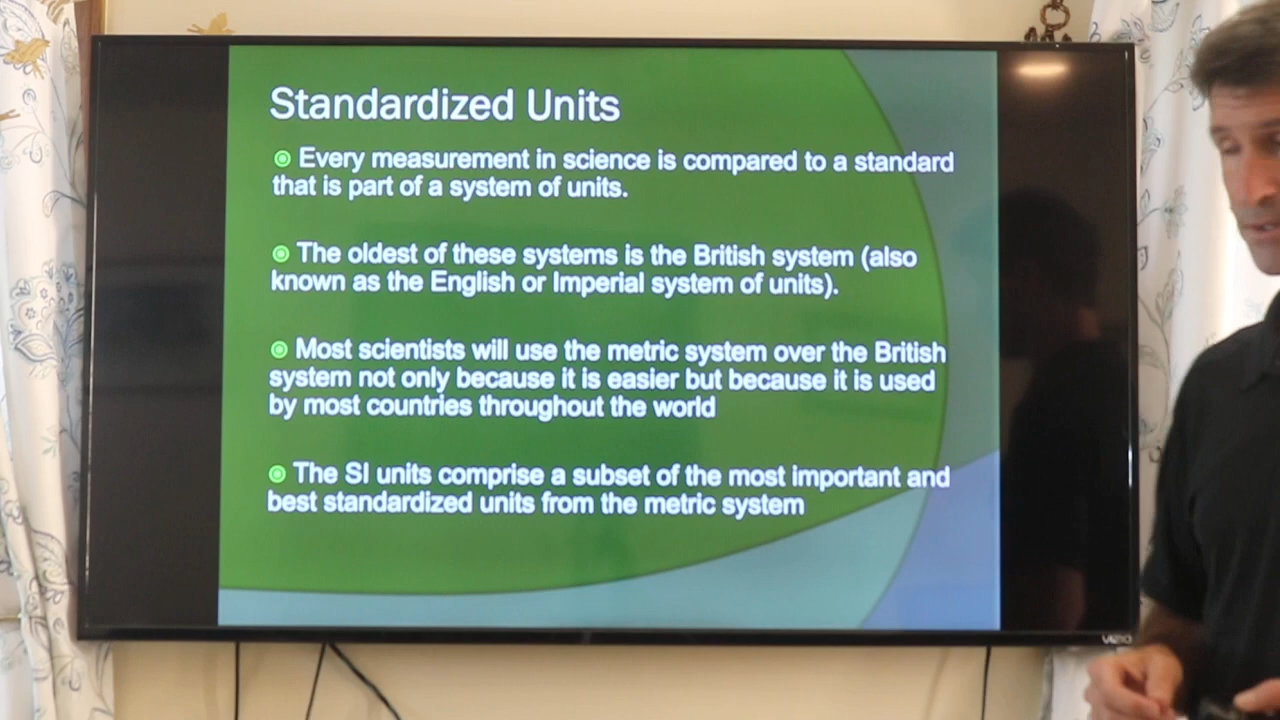 Standardized Units
Every measurement in science is compared to a standard
that is part of a system of units.
The oldest of these systems is the British system (also
known as the English or Imperial system of units).
Most scientists will use the metric system over the British
system not only because it is easier but because it is used
by most countries throughout the world
The SI units comprise a subset of the most important and
best standardized units from the metric system
VIZIO